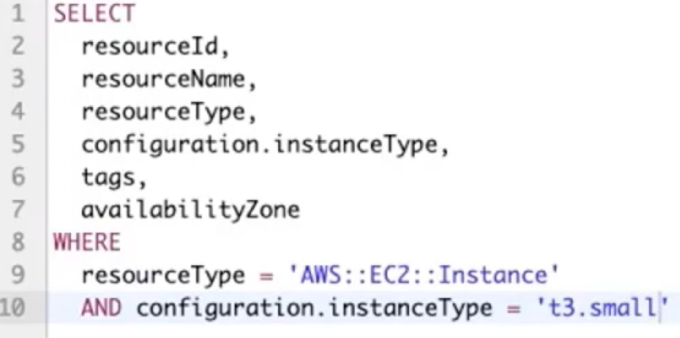 1 SELECT
2 resourceId,
3 resourceName,
4 resourceType,
5 configuration.instanceType,
6 tags,
7 availabilityZone
8 WHERE
9 resourceType = 'AWS::EC2::Instance'
10 AND configuration.instanceType = 't3.small'